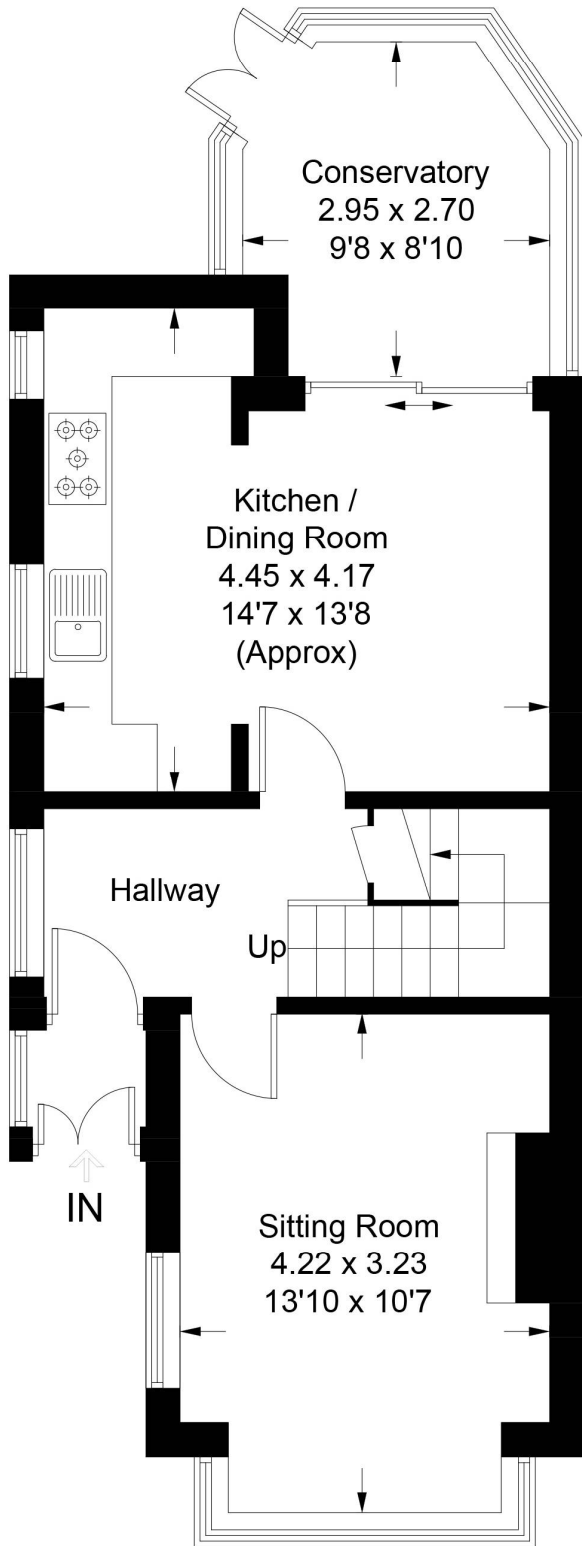 Conservatory
2.95 x 2.70
9'8 x 8'10
Kitchen /
Dining Room
4.45 x 4.17
14'7 x 13'8
(Approx)
Hallway
Up
IN
Sitting Room
4.22 x 3.23
13'10 x 10'7